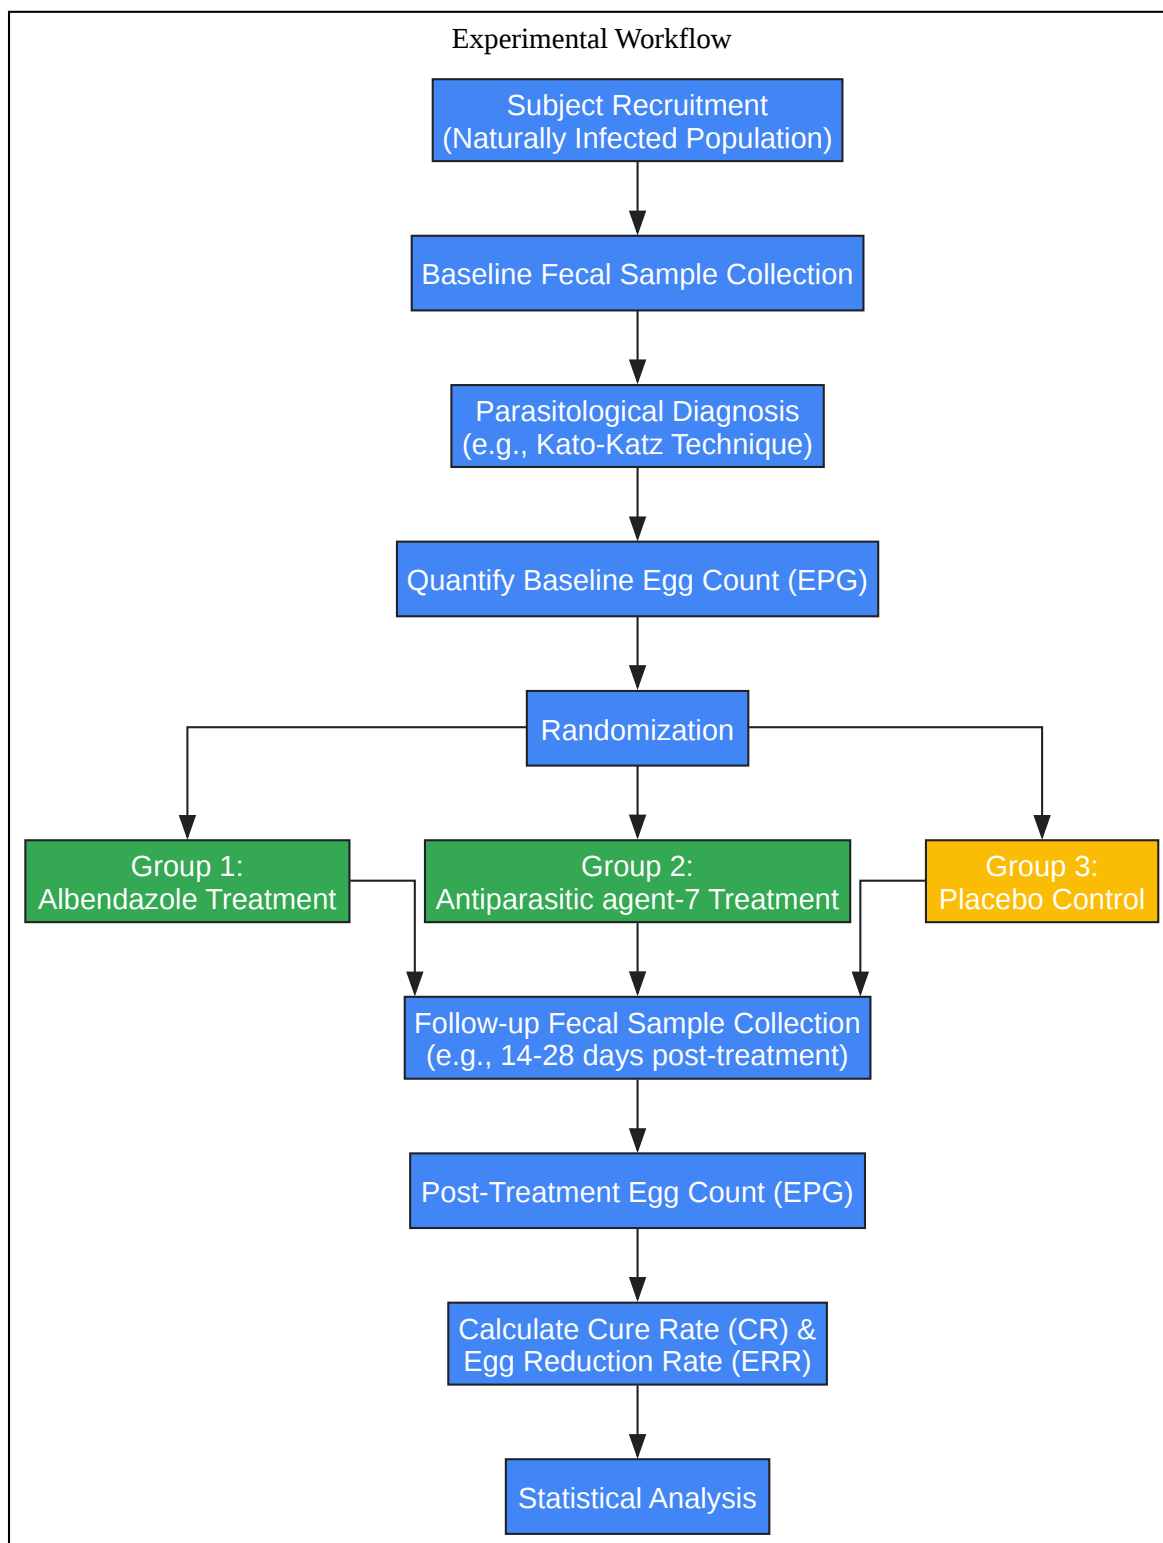 Experimental Workflow
Subject Recruitment
(Naturally Infected Population)
Baseline Fecal Sample Collection
Parasitological Diagnosis
(e.g., Kato-Katz Technique)
Quantify Baseline Egg Count (EPG)
Randomization
Group 1:
Albendazole Treatment
Group 2:
Antiparasitic agent-7 Treatment
Group 3:
Placebo Control
Follow-up Fecal Sample Collection
(e.g., 14-28 days post-treatment)
Post-Treatment Egg Count (EPG)
Calculate Cure Rate (CR) &
Egg Reduction Rate (ERR)
Statistical Analysis